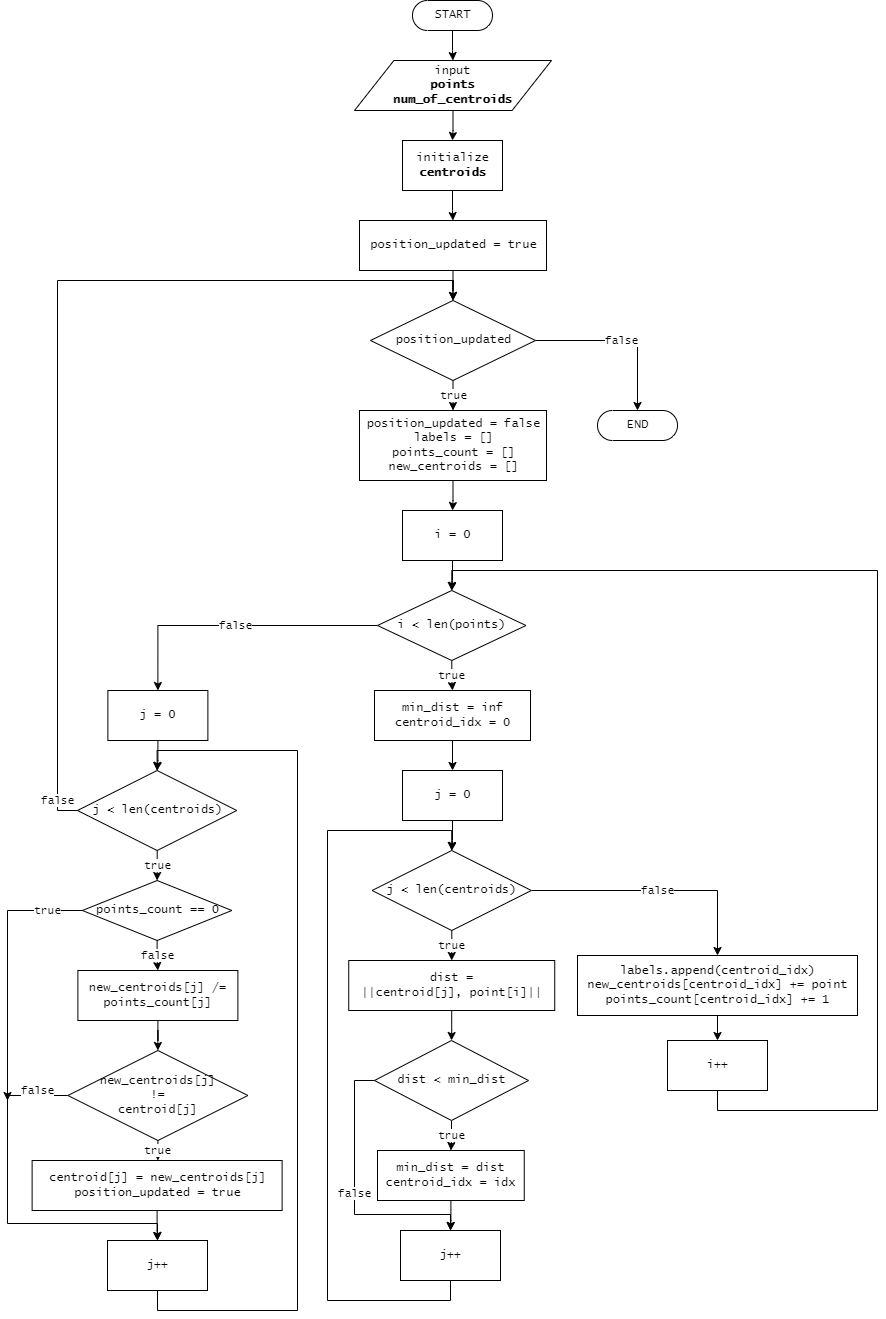 START
input
points
num_of_centroids
initialize
centroids
position_updated = true
position_updated
false
true
END
position_updated = false
labels = []
points_count = []
new_centroids = []
i = 0
i < len(points)
false
true
j = 0
min_dist = inf
centroid_idx = 0
j = 0
j < len(centroids)
false
true
points_count == 0
true
false
new_centroids[j] /=
points_count[j]
new_centroids[j]
!=
centroid[j]
false
true
centroid[j] = new_centroids[j]
position_updated = true
j++
j < len(centroids)
false
true
dist =
||centroid[j], point[i]||
dist < min_dist
true
false
min_dist = dist
centroid_idx = idx
j++
labels.append(centroid_idx)
new_centroids[centroid_idx] += point
points_count[centroid_idx] += 1
i++